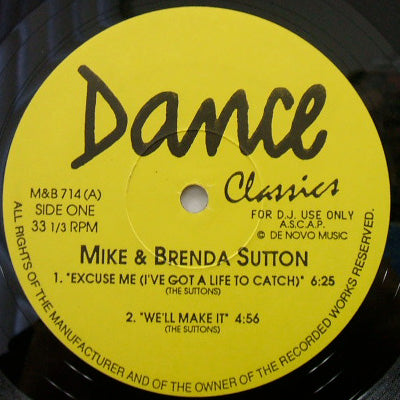 Dance
Classics
M&B 714 (A)
SIDE ONE
33 1/3 RPM
FOR D.J. USE ONLY
A.S.C.A.P.
© DE NOVO MUSIC
MIKE & BRENDA SUTTON
1. "EXCUSE ME (I'VE GOT A LIFE TO CATCH)" 6:25
(THE SUTTONS)
2. "WE'LL MAKE IT" 4:56
(THE SUTTONS)
ALL RIGHTS OF THE MANUFACTURER AND OF THE OWNER OF THE RECORDED WORKS RESERVED.